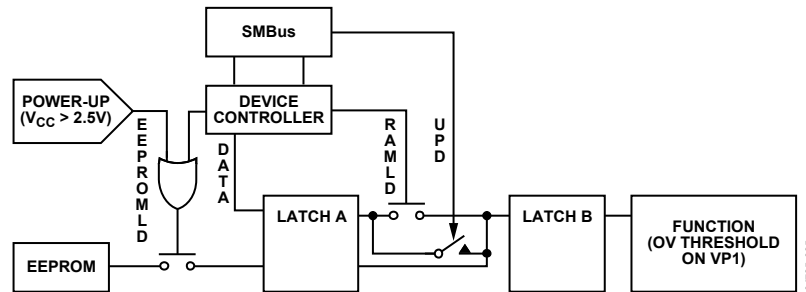 SMBus
POWER-UP
(VCC > 2.5V)
EEPROMLD
DEVICE
CONTROLLER
DATA
RAMLD
UPD
LATCH A
LATCH B
FUNCTION
(OV THRESHOLD
ON VP1)
EEPROM